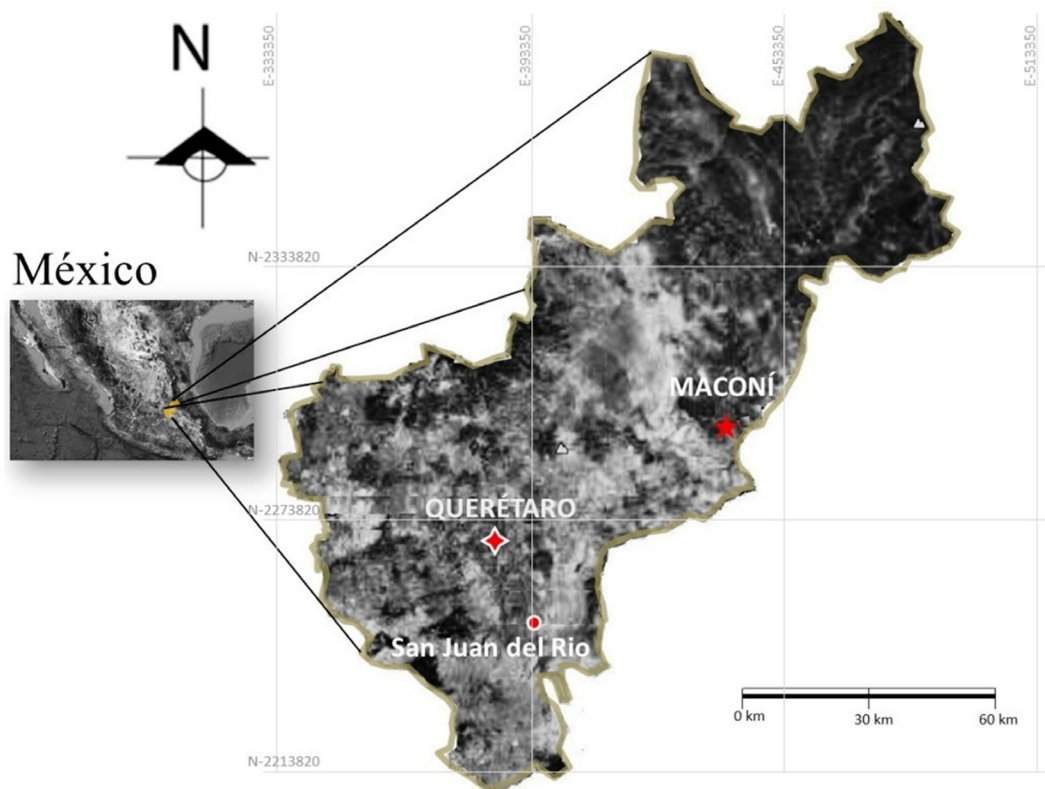 N
E-333350
E-393350
E-453350
E-513350
México
N-2333820
MACONÍ
QUERÉTARO
N-2273820
San Juan del Rio
0 km
30 km
60 km
N-2213820